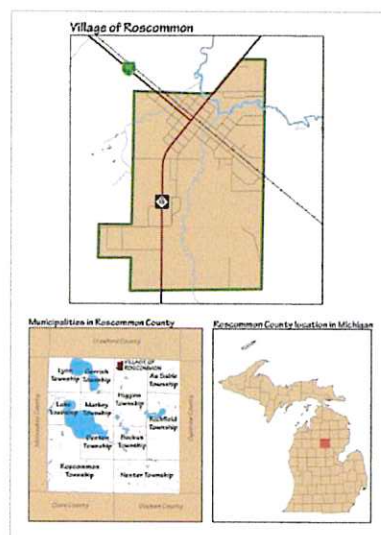 Village of Roscommon
Municipalities in Roscommon County
Crawford County
VILLAGE OF
ROSCOMMON
Lyon
Township
Gerrish
Township
Au Sable
Township
Higgins
Township
Lake
Township
Markey
Township
Richfield
Township
Denton
Township
Backus
Township
Roscommon
Township
Nester Township
Missaukee County
Clare County
Gladwin County
Roscommon County location in Michigan